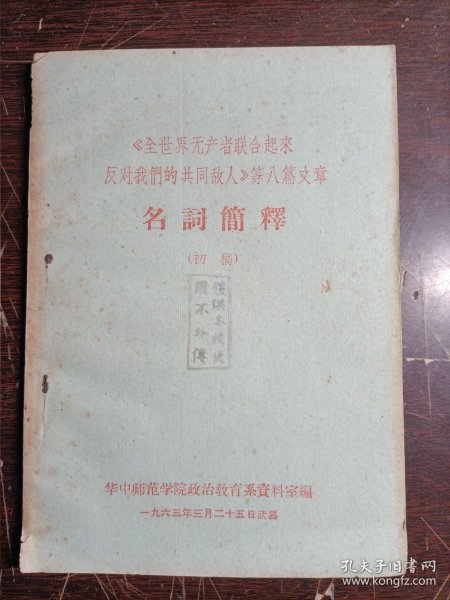 《全世界无产者联合起來
反对我們的共同敌人》等八篇文章
名詞簡釋
(初稿)
僅供本校使
用不外傳
华中师范学院政治教育系資料室編
一九六三年三月二十五日武昌
孔夫子旧书网
www.kongfz.com